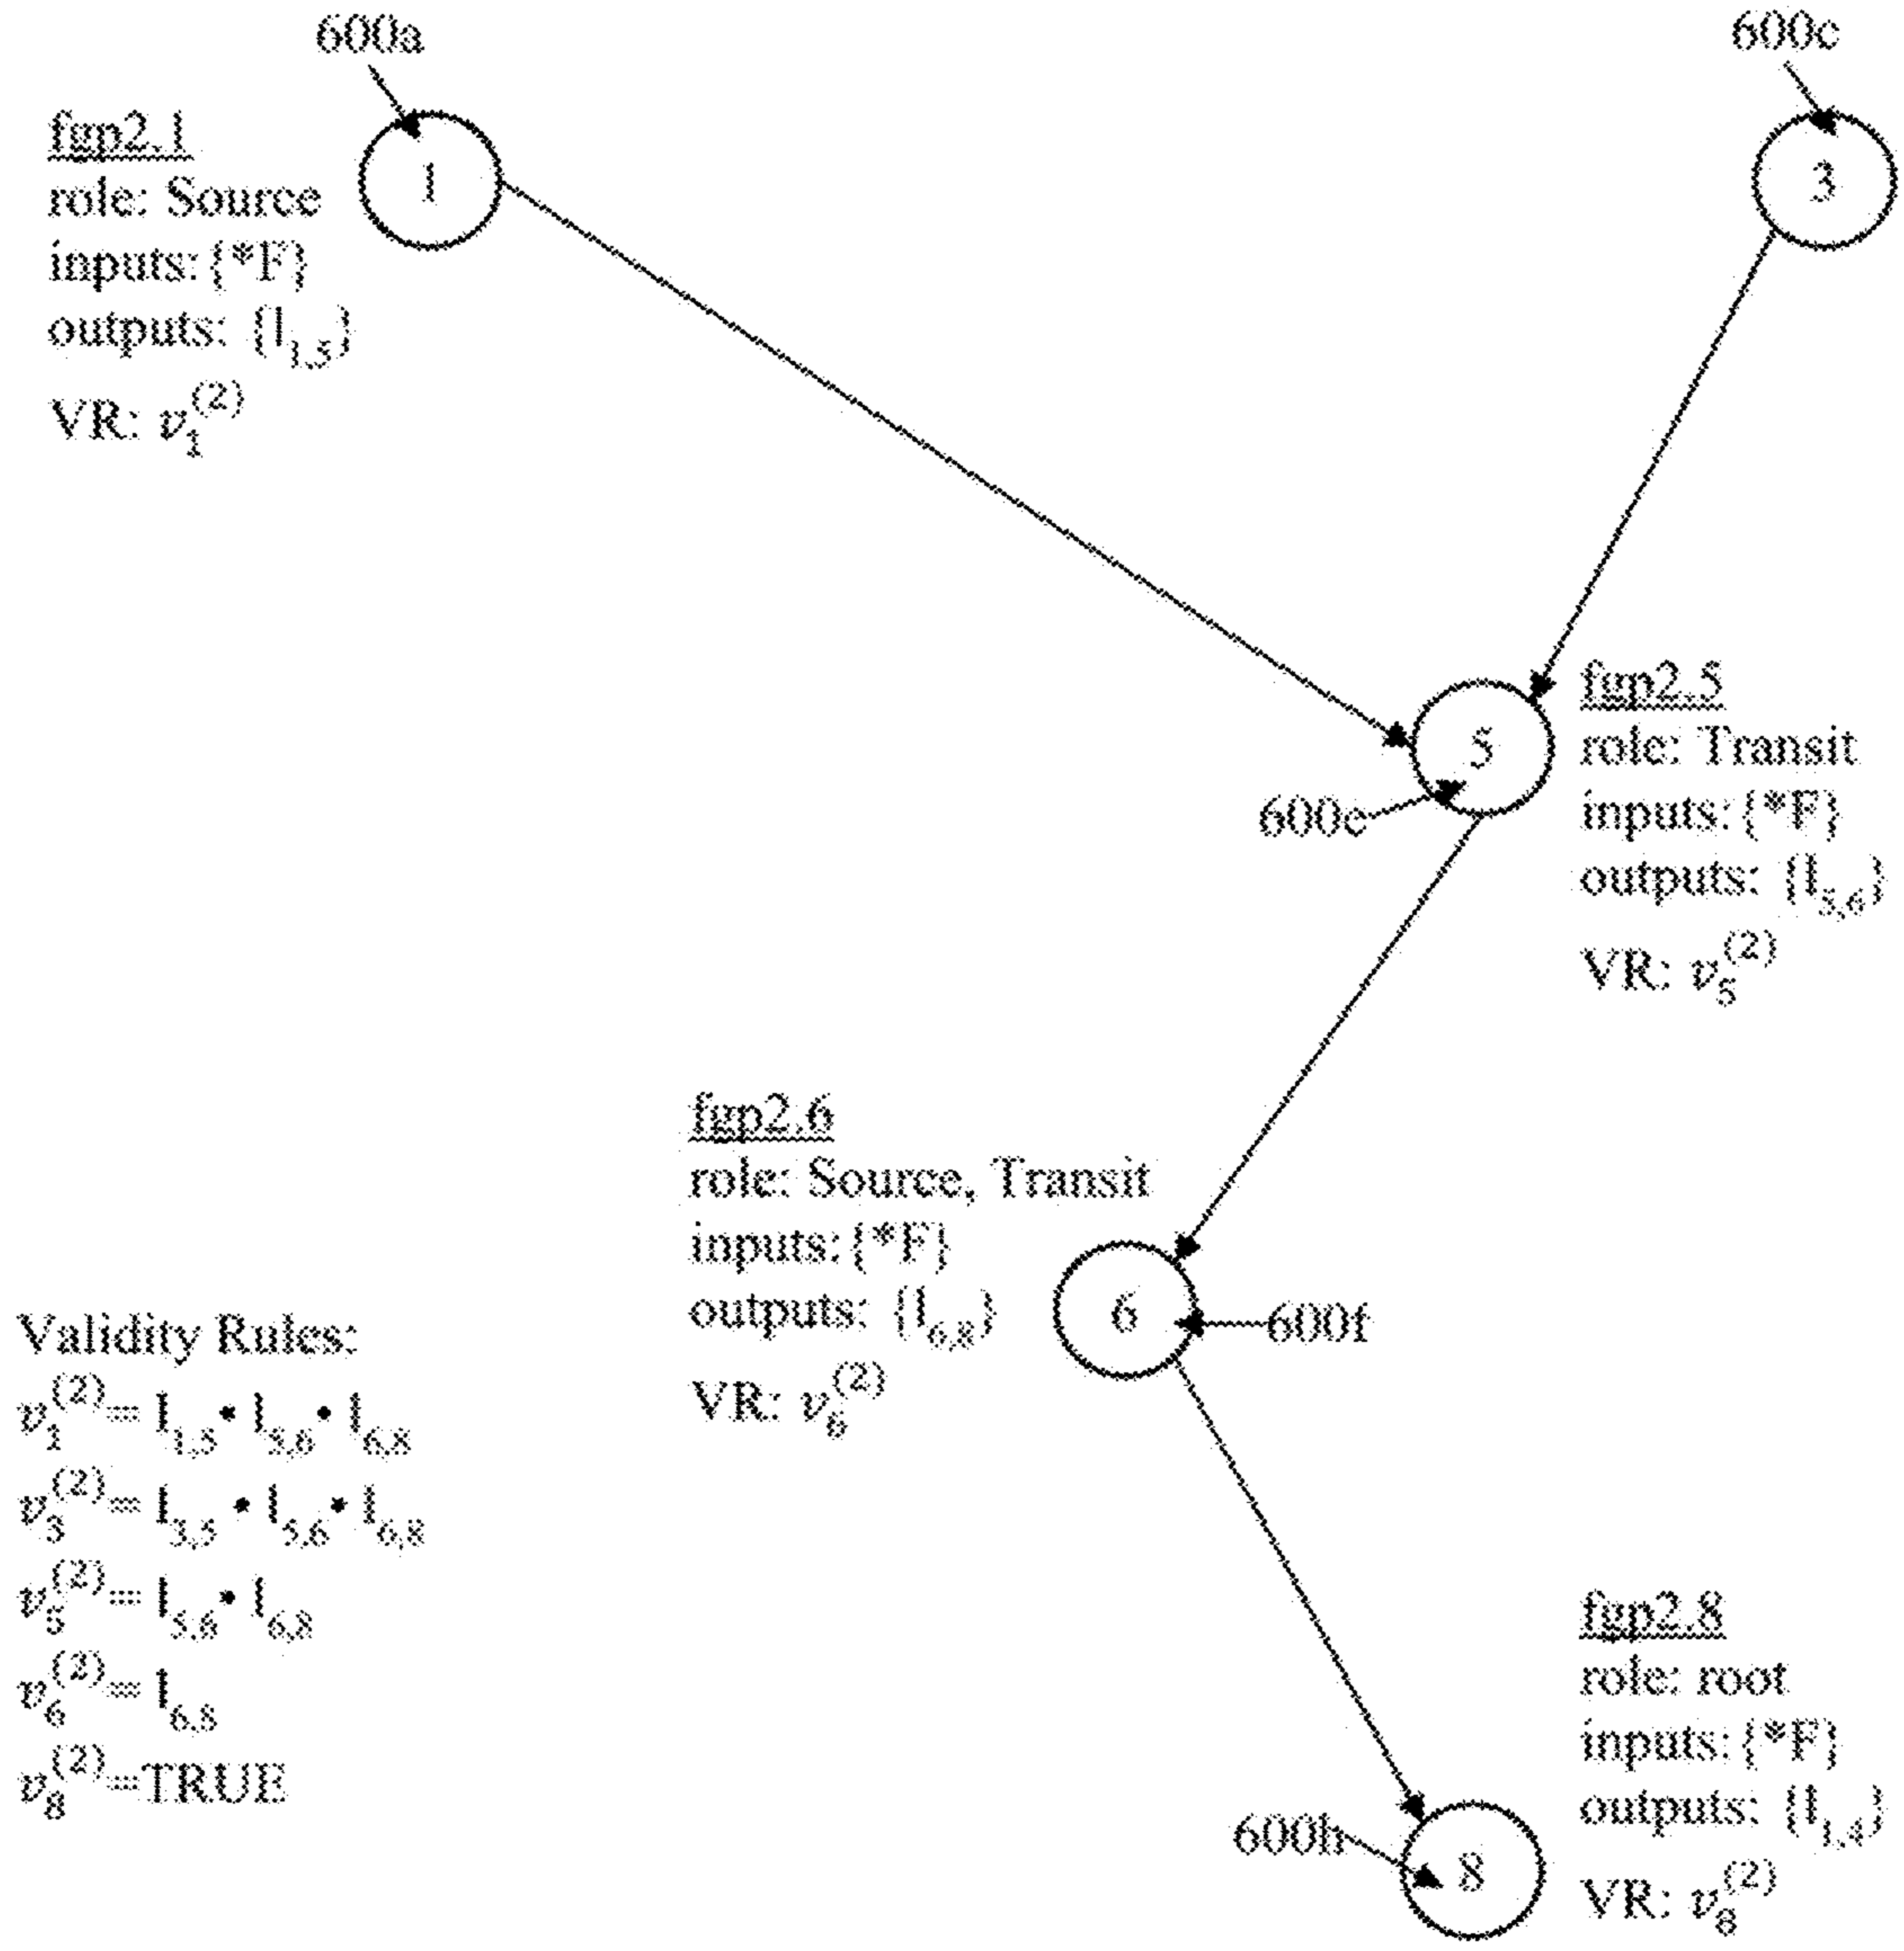 600a
600c
fgp2.1
role: Source
inputs:{*F}
outputs: {l1,5}
VR: v1(2)
1
3
fgp2.5
role: Transit
inputs:{*F}
outputs: {l5,6}
VR: v5(2)
5
600e
fgp2.6
role: Source, Transit
inputs:{*F}
outputs: {l6,8}
VR: v6(2)
6
600f
Validity Rules:
v1(2)= l1,5• l5,6• l6,8
v3(2)= l3,5 • l5,6• l6,8
v5(2)= l5,6• l6,8
v6(2)= l6,8
v8(2)=TRUE
fgp2.8
role: root
inputs:{*F}
outputs: {l1,4}
VR: v8(2)
600h
8